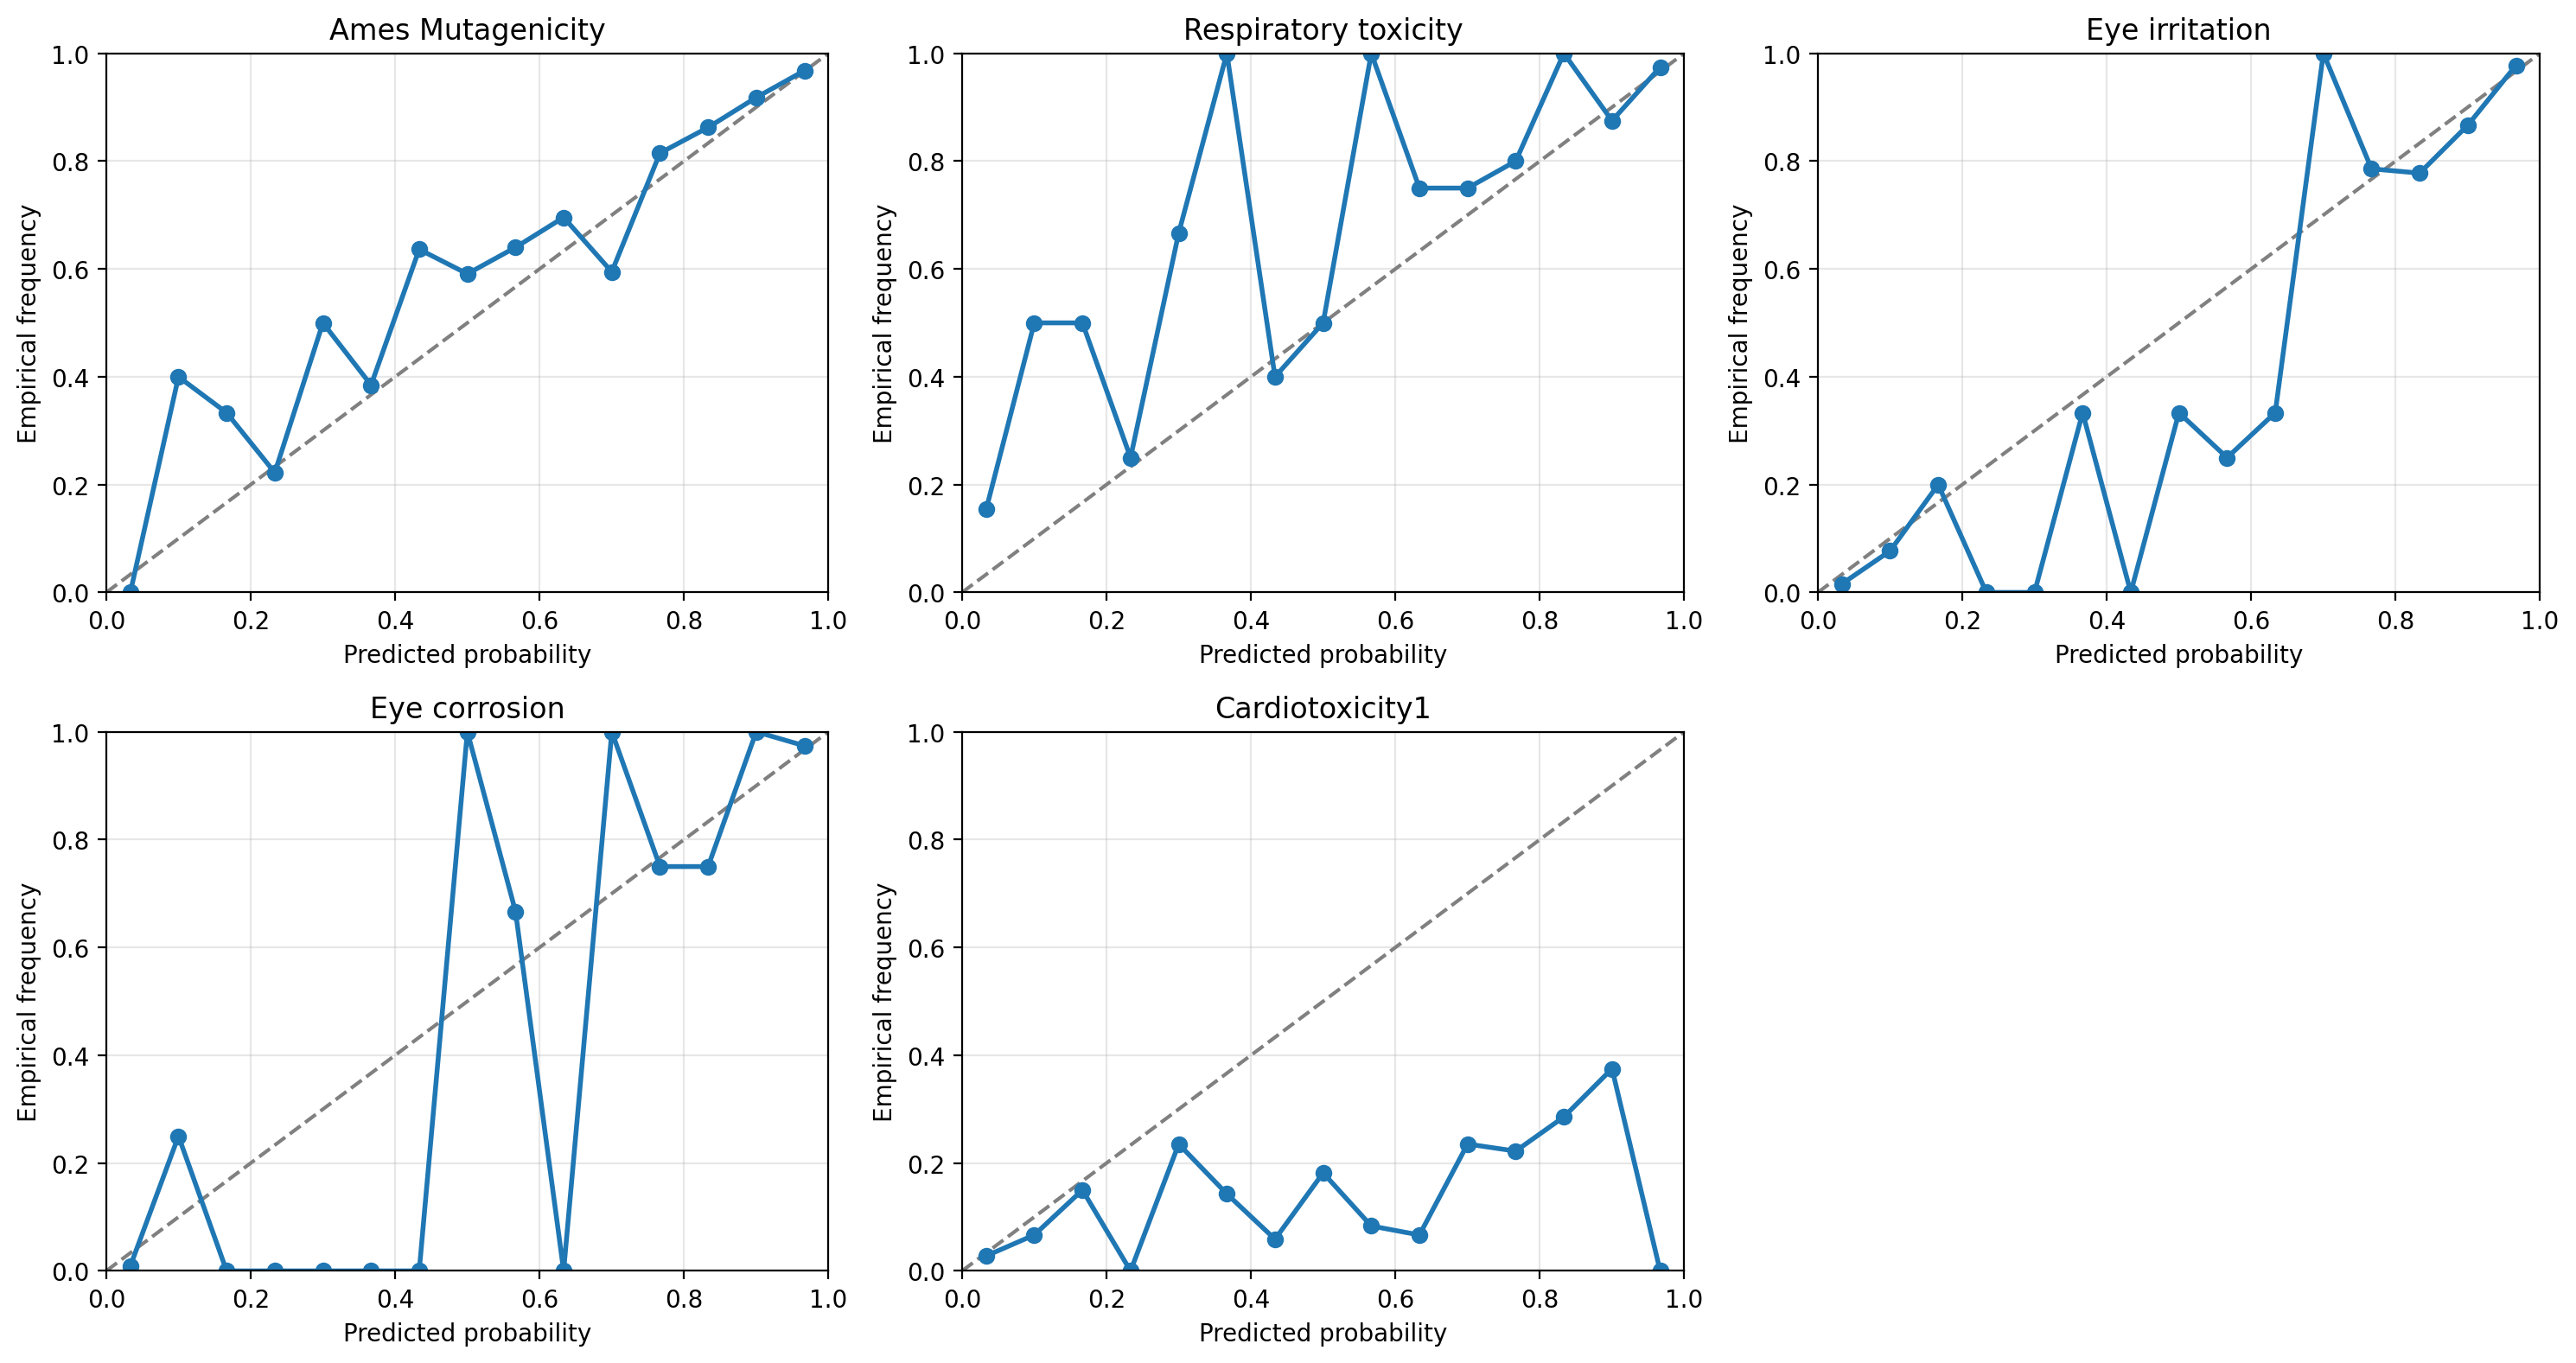 Ames Mutagenicity
1.0
0.8
0.6
0.4
0.2
0.0
Empirical frequency
0.0 0.2 0.4 0.6 0.8 1.0
Predicted probability
Respiratory toxicity
1.0
0.8
0.6
0.4
0.2
0.0
Empirical frequency
0.0 0.2 0.4 0.6 0.8 1.0
Predicted probability
Eye irritation
1.0
0.8
0.6
0.4
0.2
0.0
Empirical frequency
0.0 0.2 0.4 0.6 0.8 1.0
Predicted probability
Eye corrosion
1.0
0.8
0.6
0.4
0.2
0.0
Empirical frequency
0.0 0.2 0.4 0.6 0.8 1.0
Predicted probability
Cardiotoxicity1
1.0
0.8
0.6
0.4
0.2
0.0
Empirical frequency
0.0 0.2 0.4 0.6 0.8 1.0
Predicted probability